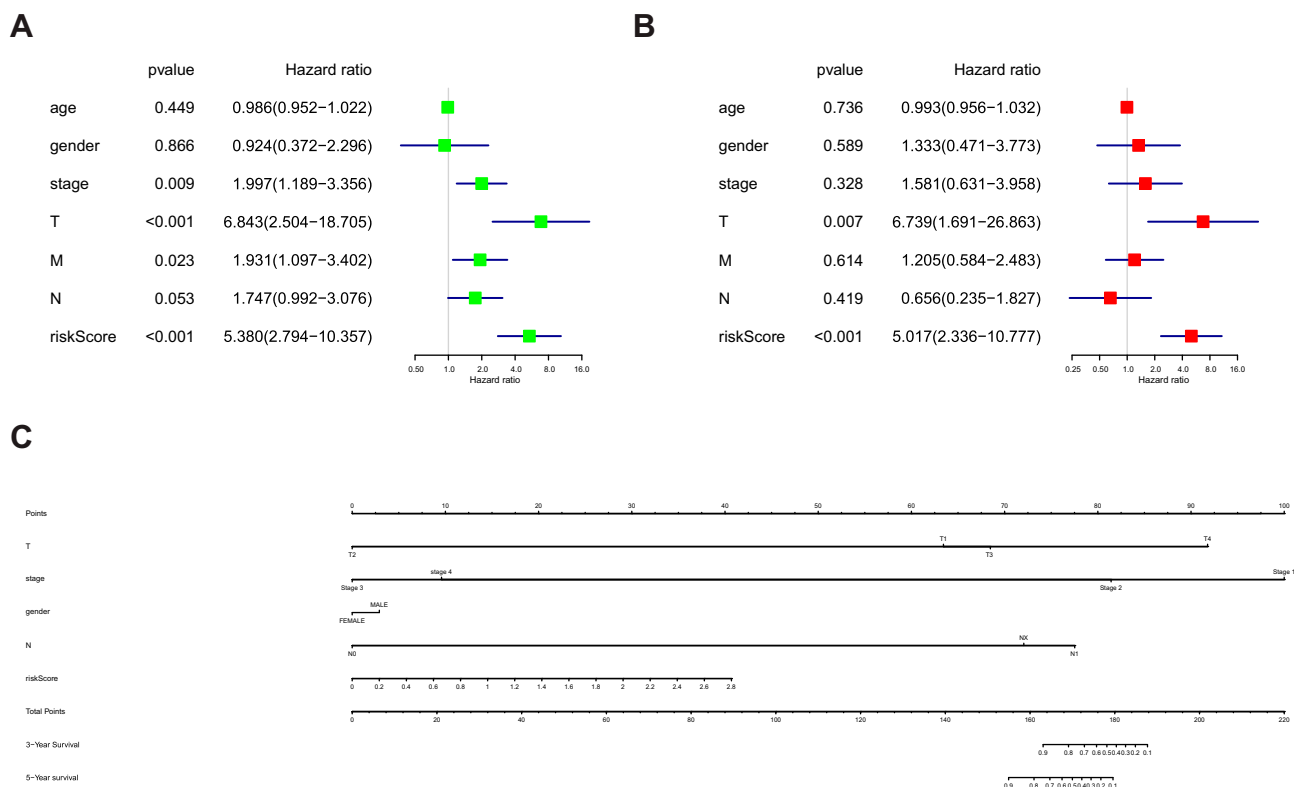 A
pvalue Hazard ratio
age 0.449 0.986(0.952−1.022)
gender 0.866 0.924(0.372−2.296)
stage 0.009 1.997(1.189−3.356)
T <0.001 6.843(2.504−18.705)
M 0.023 1.931(1.097−3.402)
N 0.053 1.747(0.992−3.076)
riskScore <0.001 5.380(2.794−10.357)
0.50 1.0 2.0 4.0 8.0 16.0
Hazard ratio
B
pvalue Hazard ratio
age 0.736 0.993(0.956−1.032)
gender 0.589 1.333(0.471−3.773)
stage 0.328 1.581(0.631−3.958)
T 0.007 6.739(1.691−26.863)
M 0.614 1.205(0.584−2.483)
N 0.419 0.656(0.235−1.827)
riskScore <0.001 5.017(2.336−10.777)
0.25 0.50 1.0 2.0 4.0 8.0 16.0
Hazard ratio
C
Points 0 10 20 30 40 50 60 70 80 90 100
T T1 T4
T2 T3
stage stage 4 Stage 1
Stage 3 Stage 2
gender MALE
FEMALE
N NX
N0 N1
riskScore 0 0.2 0.4 0.6 0.8 1 1.2 1.4 1.6 1.8 2 2.2 2.4 2.6 2.8
Total Points 0 20 40 60 80 100 120 140 160 180 200 220
3−Year Survival 0.9 0.8 0.7 0.6 0.5 0.4 0.3 0.2 0.1
5−Year survival 0.9 0.8 0.7 0.6 0.5 0.4 0.3 0.2 0.1